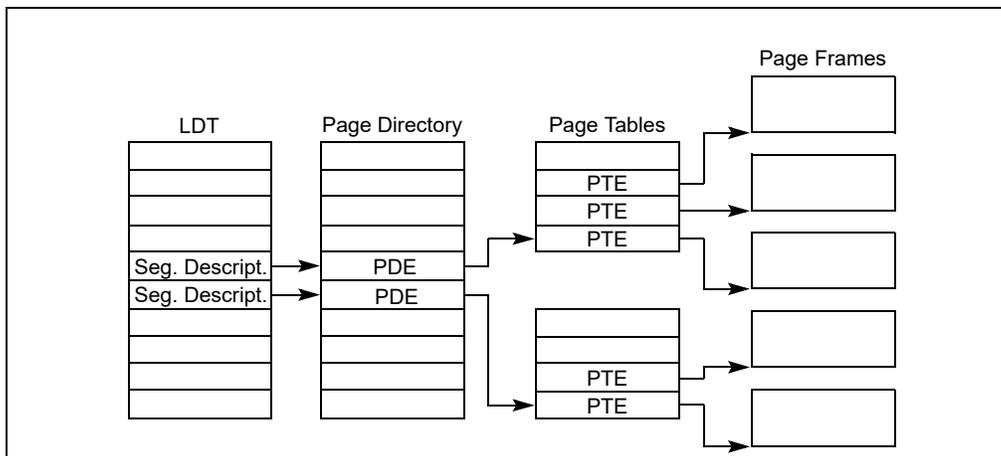 Page Frames
LDT
Page Directory
Page Tables
PTE
PTE
PTE
Seg. Descript.
PDE
Seg. Descript.
PDE
PTE
PTE